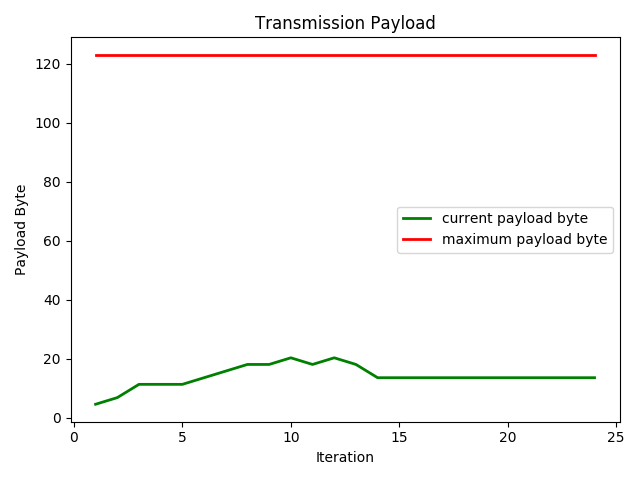 Transmission Payload
120
100
80
60
40
20
0
Payload Byte
current payload byte
maximum payload byte
0 5 10 15 20 25
Iteration